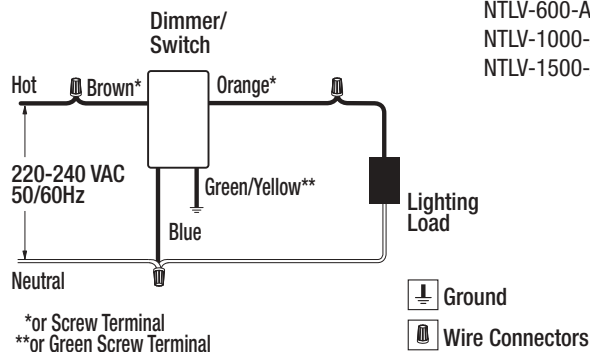 Dimmer/
Switch
NTLV-600-A
NTLV-1000-
NTLV-1500-
Hot
Brown*
Orange*
220-240 VAC
50/60Hz
Green/Yellow**
Blue
Lighting
Load
Neutral
Ground
*or Screw Terminal
**or Green Screw Terminal
Wire Connectors